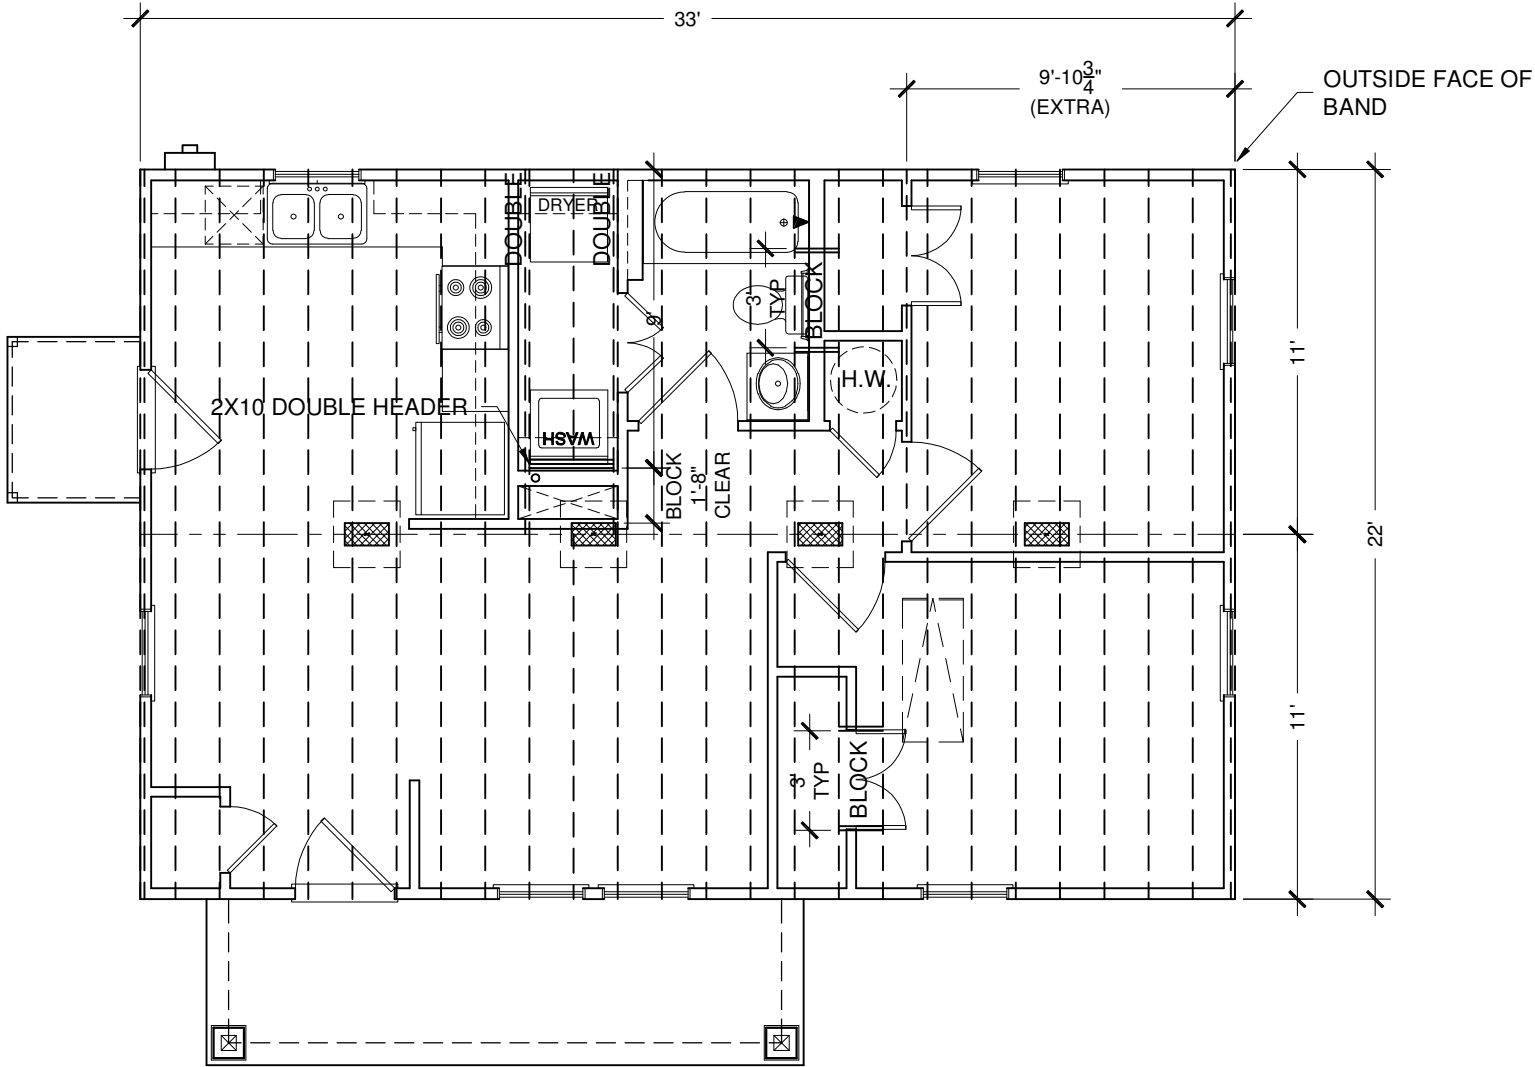 33'
9'-10 3/4"
(EXTRA)
OUTSIDE FACE OF
BAND
DOUBLE
DRYER
DOUBLE
3'
TYP
BLOCK
9'
11'
H.W.
2X10 DOUBLE HEADER
WASH
BLOCK
1'-8"
CLEAR
22'
11'
3'
TYP
BLOCK